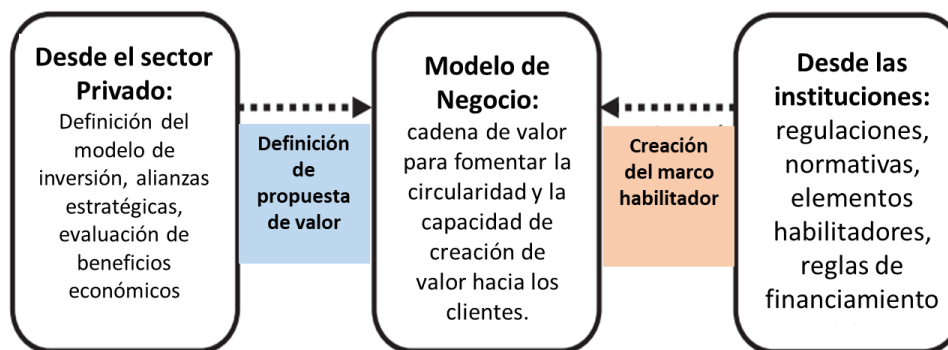 Desde el sector
Privado:
Definición del
modelo de
inversión, alianzas
estratégicas,
evaluación de
beneficios
económicos
Definición
de
propuesta
de valor
Modelo de
Negocio:
cadena de valor
para fomentar la
circularidad y la
capacidad de
creación de
valor hacia los
clientes.
Creación
del marco
habilitador
Desde las
instituciones:
regulaciones,
normativas,
elementos
habilitadores,
reglas de
financiamiento